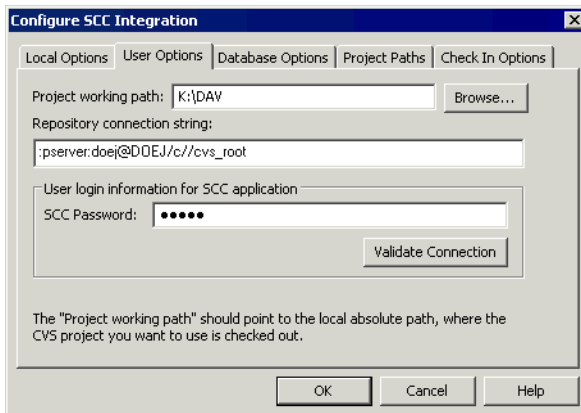 Configure SCC Integration
Local Options User Options Database Options Project Paths Check In Options
Project working path: K:\DAV Browse...
Repository connection string:
:pserver:doej@DOEJ/c//cvs_root
User login information for SCC application
SCC Password: •••••
Validate Connection
The "Project working path" should point to the local absolute path, where the
CVS project you want to use is checked out.
OK Cancel Help